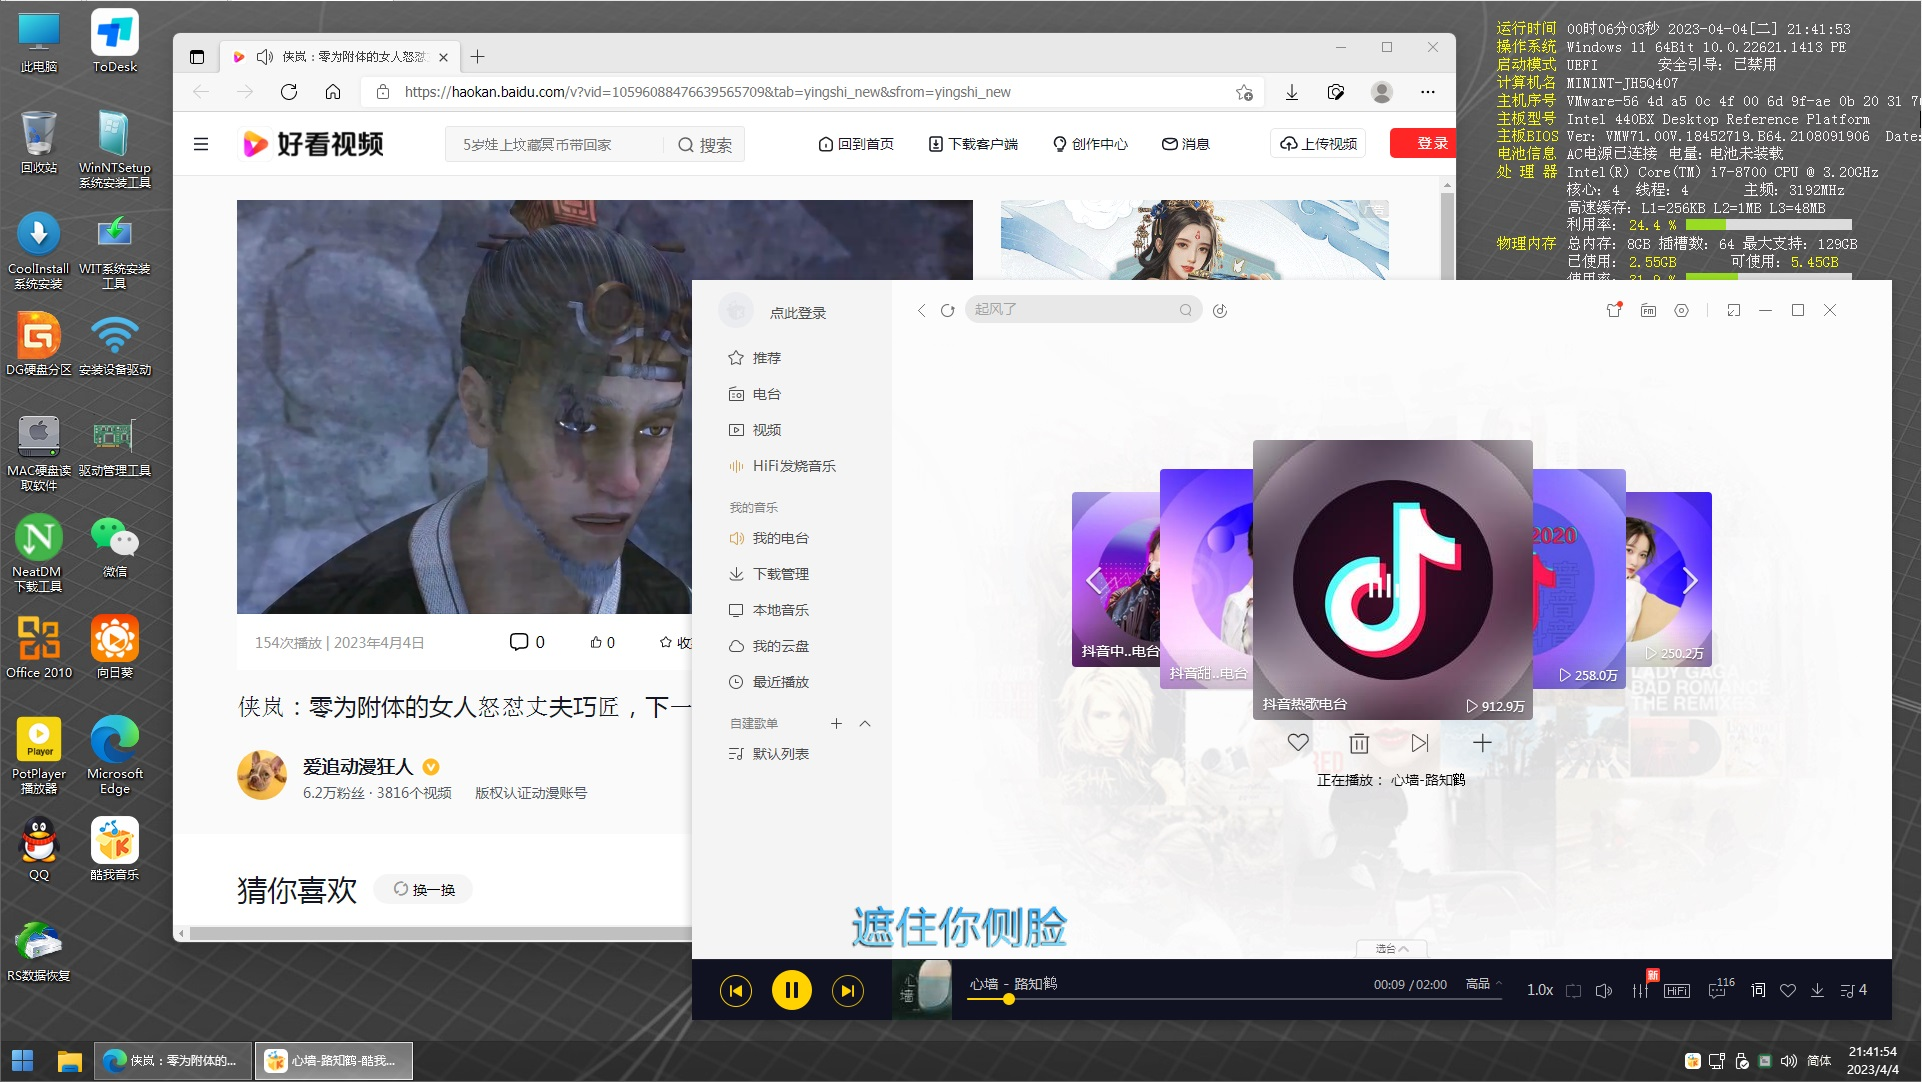 此电脑
ToDesk
回收站
WinNTSetup
系统安装工具
CoolInstall
系统安装
WIT系统安装
工具
DG硬盘分区
安装设备驱动
MAC硬盘读
取软件
驱动管理工具
NeatDM
下载工具
微信
Office 2010
向日葵
PotPlayer
播放器
Microsoft
Edge
QQ
酷我音乐
RS数据恢复
侠岚：零为附体的女人怒怼
https://haokan.baidu.com/v?vid=10596088476639565709&tab=yingshi_new&sfrom=yingshi_new
好看视频
5岁娃上坟藏冥币带回家
搜索
回到首页
下载客户端
创作中心
消息
上传视频
登录
154次播放 | 2023年4月4日
0
0
侠岚：零为附体的女人怒怼丈夫巧匠，下一
爱追动漫狂人
6.2万粉丝 · 3816个视频
版权认证动漫账号
猜你喜欢
换一换
运行时间 00时06分03秒 2023-04-04[二] 21:41:53
操作系统 Windows 11 64Bit 10.0.22621.1413 PE
启动模式 UEFI 安全引导: 已禁用
计算机名 MININT-JH5Q407
主机序号 VMware-56 4d a5 0c 4f 00 6d 9f-ae 0b 20 31
主板型号 Intel 440BX Desktop Reference Platform
主板BIOS Ver: VMW71.00V.18452719.B64.2108091906 Date:
电池信息 AC电源已连接 电量: 电池未装载
处 理 器 Intel(R) Core(TM) i7-8700 CPU @ 3.20GHz
核心: 4 线程: 4 主频: 3192MHz
高速缓存: L1=256KB L2=1MB L3=48MB
利用率: 24.4 %
物理内存 总内存: 8GB 插槽数: 64 最大支持: 129GB
已使用: 2.55GB 可使用: 5.45GB
使用率: 31.9 %
点此登录
起风了
推荐
电台
视频
HiFi发烧音乐
我的音乐
我的电台
下载管理
本地音乐
我的云盘
最近播放
自建歌单
默认列表
抖音中..电台
抖音甜..电台
抖音热歌电台
912.9万
2020
258.0万
250.2万
LADY GAGA
BAD ROMANCE
THE REMIXES
正在播放： 心墙-路知鹤
遮住你侧脸
选台
心墙
心墙 - 路知鹤
00:09 / 02:00
高品
1.0x
新
HiFi
116
词
4
侠岚：零为附体的...
心墙-路知鹤-酷我...
简体
21:41:54
2023/4/4